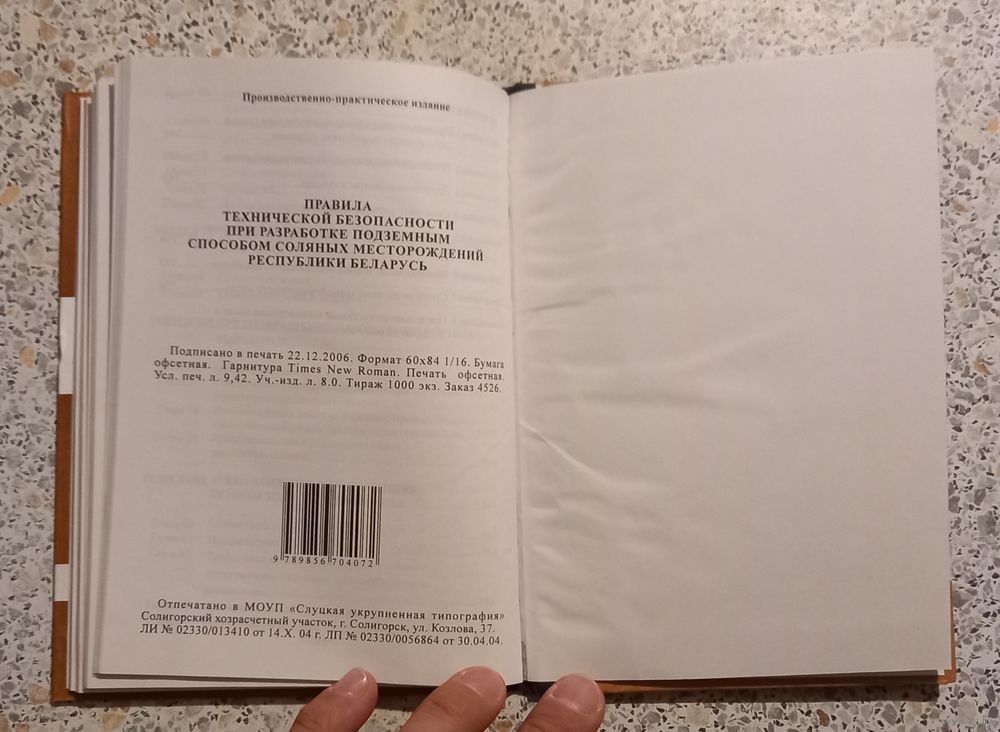 Производственно-практическое издание
ПРАВИЛА
ТЕХНИЧЕСКОЙ БЕЗОПАСНОСТИ
ПРИ РАЗРАБОТКЕ ПОДЗЕМНЫМ
СПОСОБОМ СОЛЯНЫХ МЕСТОРОЖДЕНИЙ
РЕСПУБЛИКИ БЕЛАРУСЬ
Подписано в печать 22.12.2006. Формат 60x84 1/16. Бумага
офсетная. Гарнитура Times New Roman. Печать офсетная.
Усл. печ. л. 9,42. Уч.-изд. л. 8.0. Тираж 1000 экз. Заказ 4526.
9 789856 704072
Отпечатано в МОУП «Слуцкая укрупненная типография»
Солигорский хозрасчетный участок, г. Солигорск, ул. Козлова, 37.
ЛИ № 02330/013410 от 14.X. 04 г. ЛП № 02330/0056864 от 30.04.04.